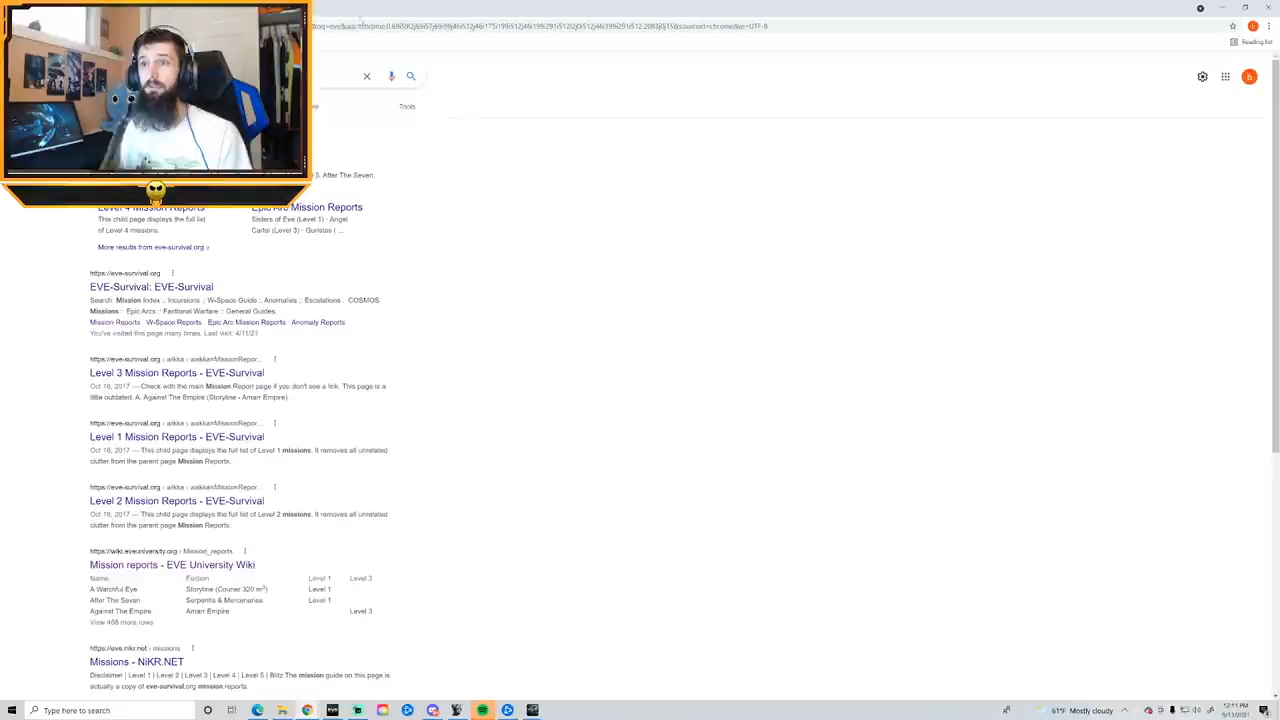 Reading list
Tools
5. After The Seven,
Level 4 Mission Reports
Epic Arc Mission Reports
This child page displays the full list
of Level 4 missions.
Sisters of Eve (Level 1) · Angel
Cartel (Level 3) · Guristas ( ...
More results from eve-survival.org »
https://eve-survival.org
EVE-Survival: EVE-Survival
Search Mission Index :: Incursions :: W-Space Guide :: Anomalies :: Escalations . COSMOS
Missions :: Epic Arcs :: Factional Warfare :: General Guides.
Mission Reports · W-Space Reports · Epic Arc Mission Reports · Anomaly Reports
You've visited this page many times. Last visit: 4/11/21
https://eve-survival.org › wikka › wakka=MissionRepor...
Level 3 Mission Reports - EVE-Survival
Oct 16, 2017 — Check with the main Mission Report page if you don't see a link. This page is a
little outdated. A. Against The Empire (Storyline - Amarr Empire)
https://eve-survival.org › wikka › wakka=MissionRepor...
Level 1 Mission Reports - EVE-Survival
Oct 16, 2017 — This child page displays the full list of Level 1 missions. It removes all unrelated
clutter from the parent page Mission Reports.
https://eve-survival.org › wikka › wakka=MissionRepor...
Level 2 Mission Reports - EVE-Survival
Oct 16, 2017 — This child page displays the full list of Level 2 missions. It removes all unrelated
clutter from the parent page Mission Reports.
https://wiki.eveuniversity.org › Mission_reports
Mission reports - EVE University Wiki
Name Faction Level 1 Level 3
A Watchful Eye Storyline (Courier 320 m³) Level 1
After The Seven Serpentis & Mercenaries Level 1
Against The Empire Amarr Empire Level 3
View 468 more rows
https://eve.nikr.net › missions
Missions - NiKR.NET
Disclaimer | Level 1 | Level 2 | Level 3 | Level 4 | Level 5 | Blitz The mission guide on this page is
actually a copy of eve-survival.org mission reports.
Type here to search
61°F Mostly cloudy
12:11 PM